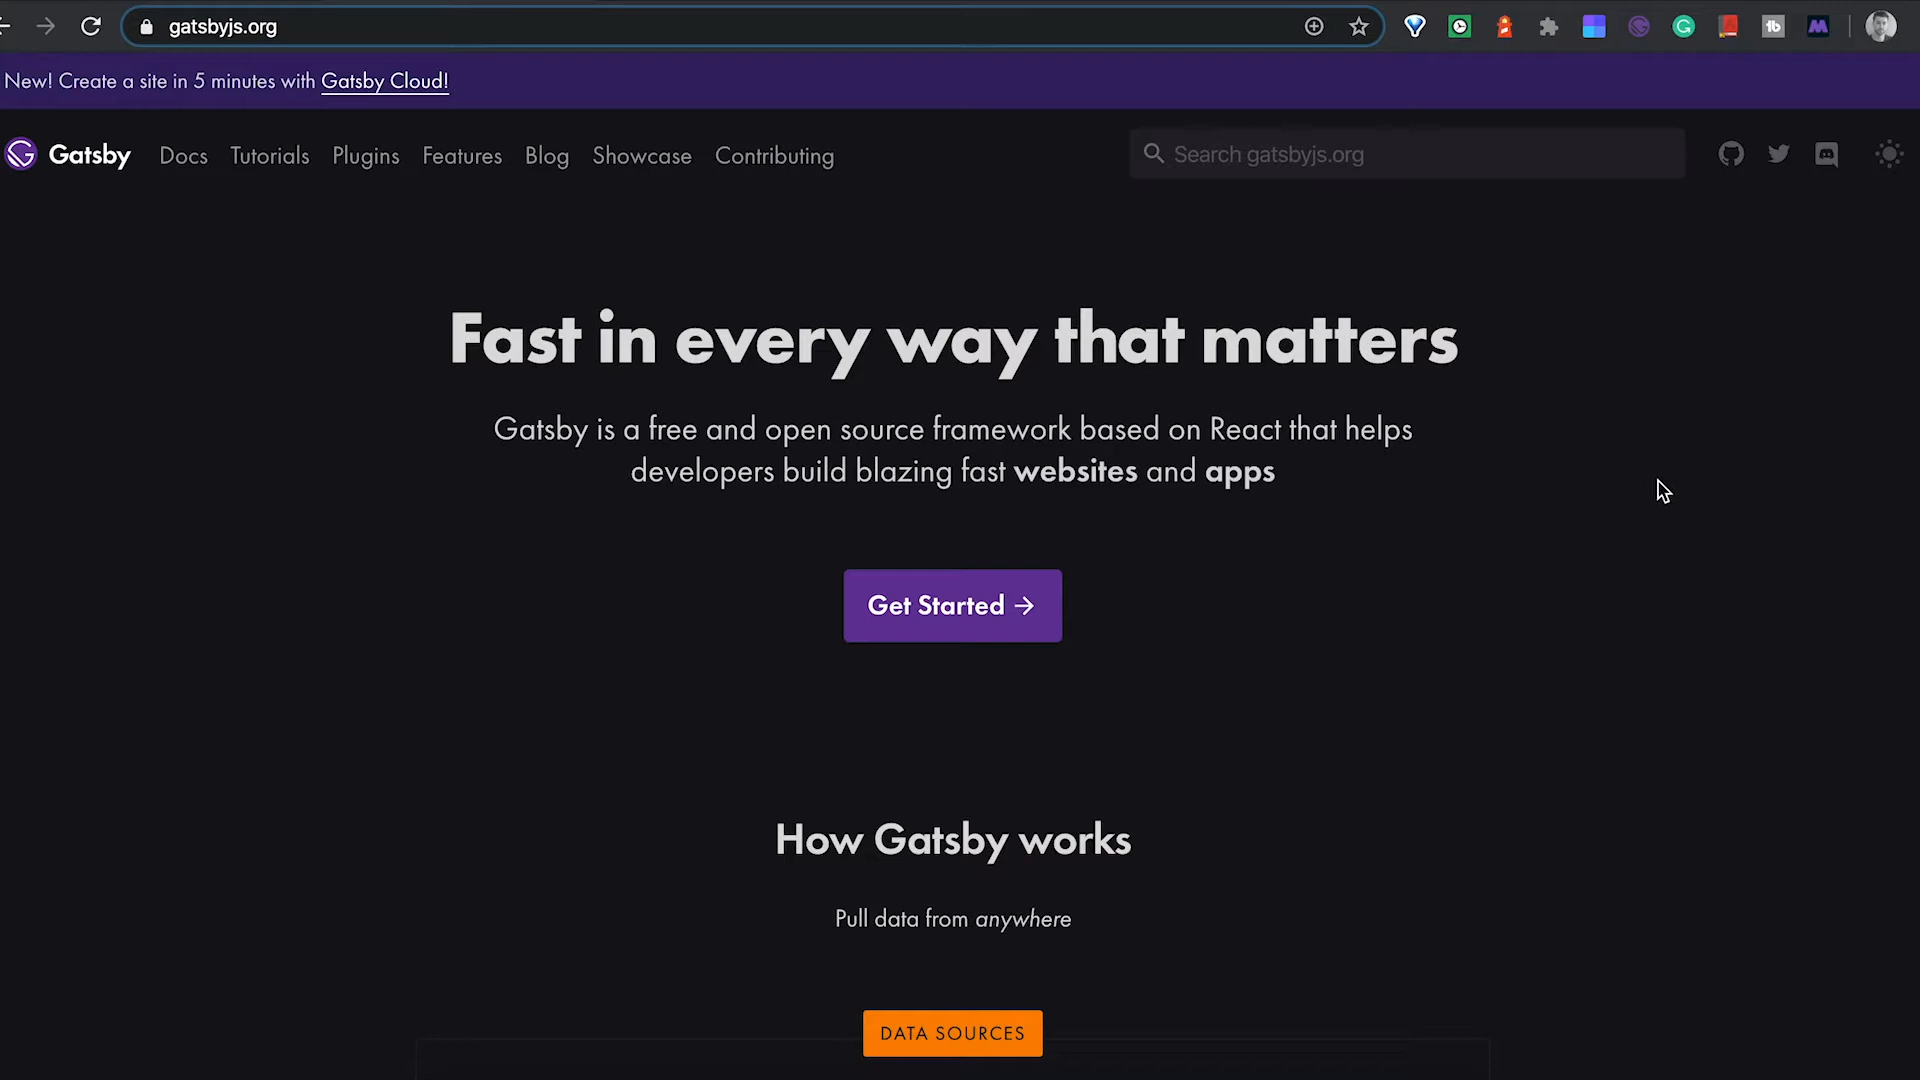 gatsbyjs.org
New! Create a site in 5 minutes with Gatsby Cloud!
Gatsby Docs Tutorials Plugins Features Blog Showcase Contributing Search gatsbyjs.org
Fast in every way that matters
Gatsby is a free and open source framework based on React that helps
developers build blazing fast websites and apps
Get Started →
How Gatsby works
Pull data from anywhere
DATA SOURCES